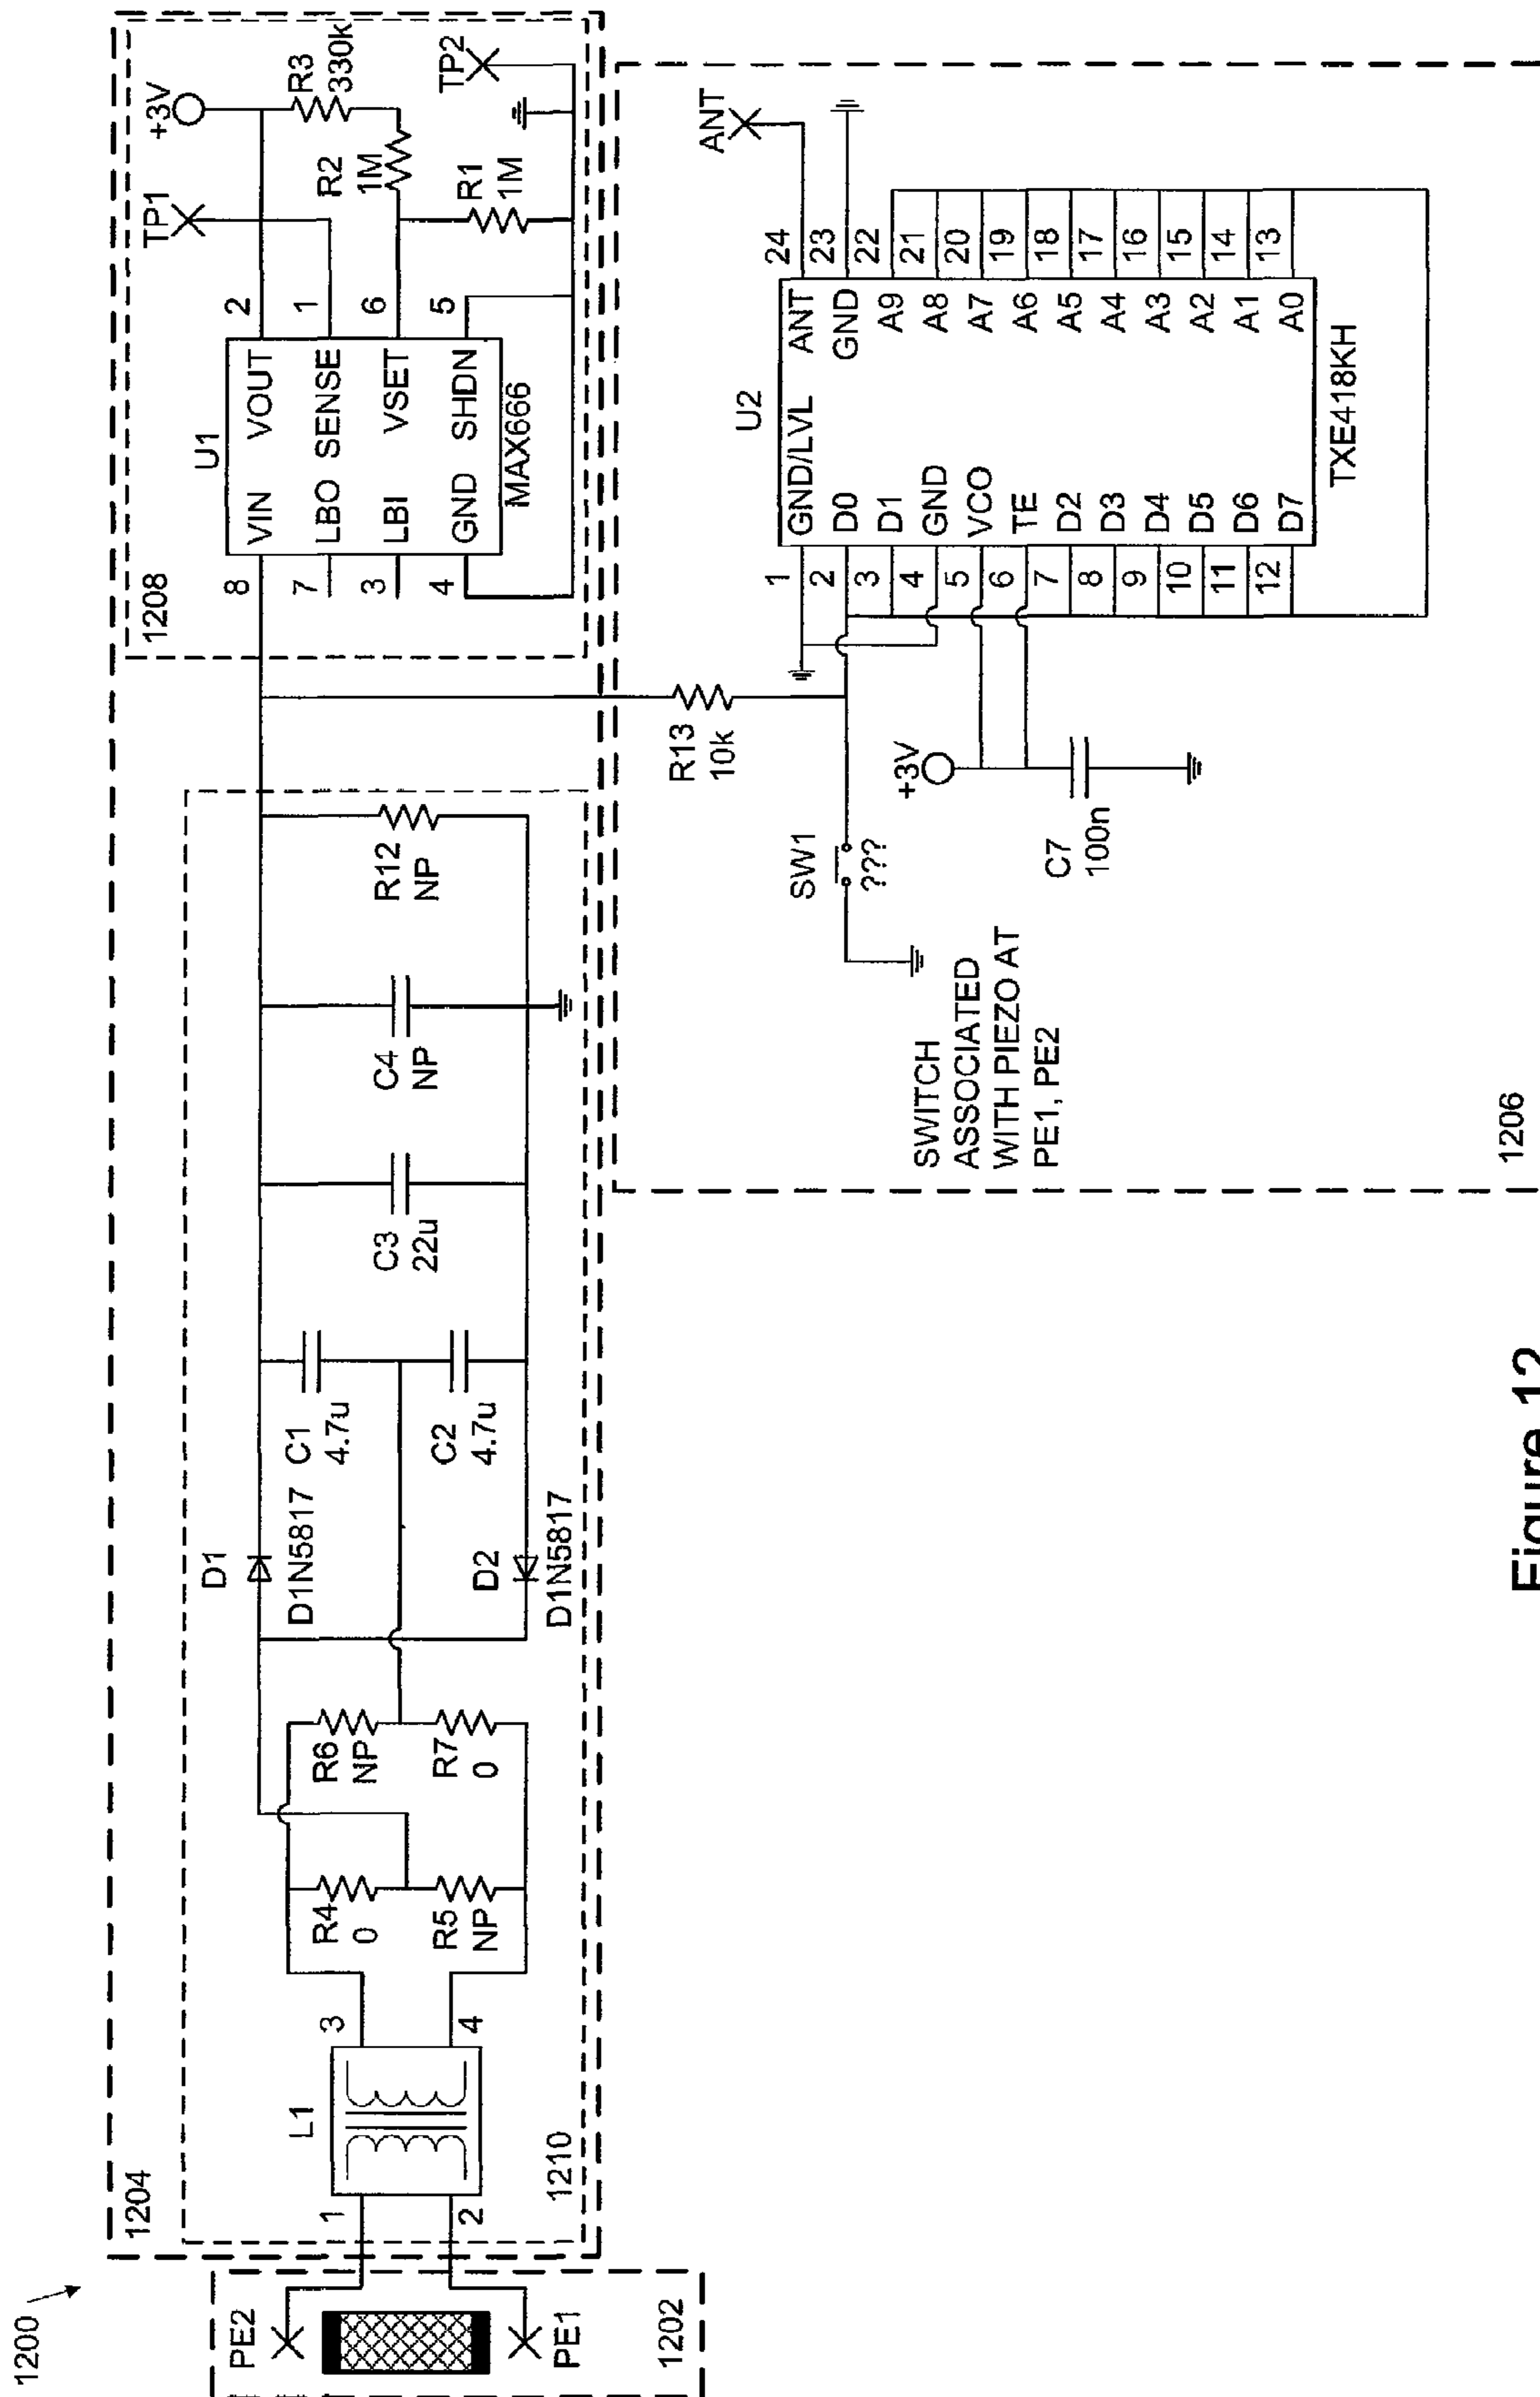 1200
1204
1208
TP1
+3V
R3
330k
TP2
U1
R2
1M
R1
1M
8 VIN VOUT 2
7 LBO SENSE 1
3 LBI VSET 6
4 GND SHDN 5
MAX666
PE2
PE1
1202
L1
1
2
3
4
1210
R4
0
R5
NP
R6
NP
R7
0
D1
D1N5817
D2
D1N5817
C1
4.7u
C2
4.7u
C3
22u
C4
NP
R12
NP
R13
10k
ANT
U2
1 GND/LVL ANT 24
2 D0 GND 23
3 D1 A9 22
4 GND A8 21
5 VCO A7 20
6 TE A6 19
7 D2 A5 18
8 D3 A4 17
9 D4 A3 16
10 D5 A2 15
11 D6 A1 14
12 D7 A0 13
TXE418KH
SW1
???
+3V
C7
100n
SWITCH
ASSOCIATED
WITH PIEZO AT
PE1, PE2
1206
Figure 12